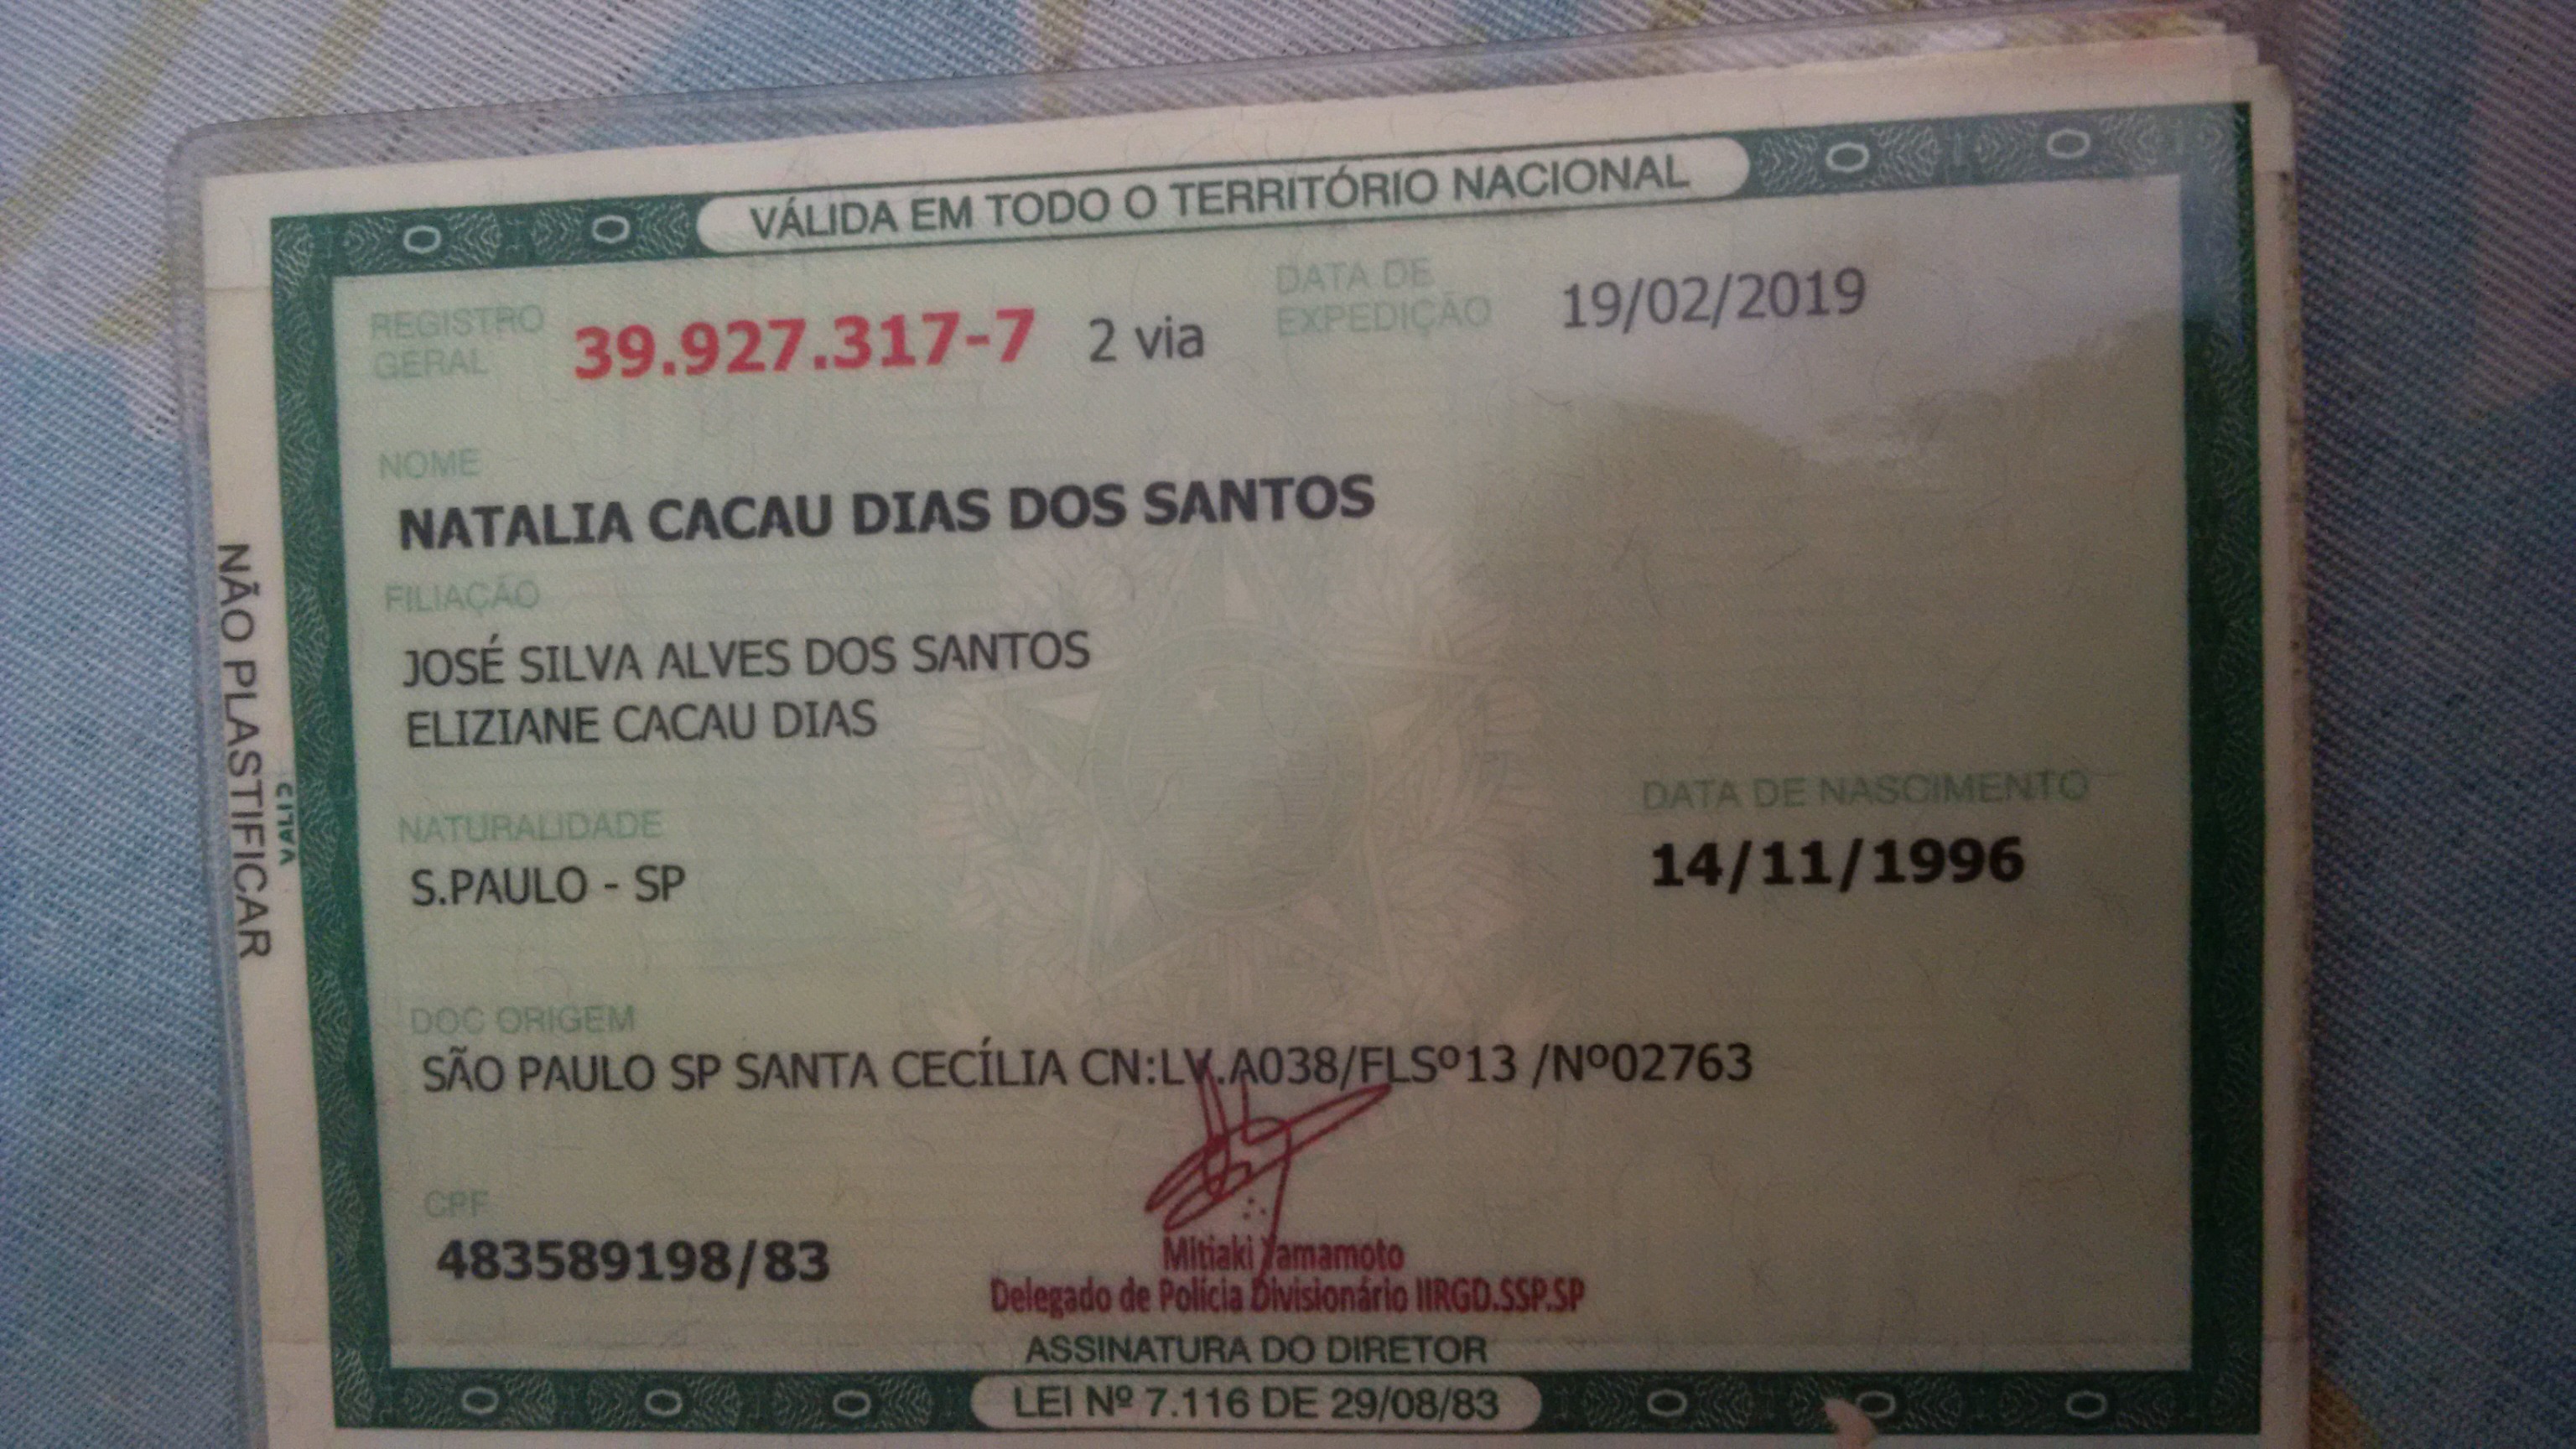 NÃO PLASTIFICAR
VALID
VÁLIDA EM TODO O TERRITÓRIO NACIONAL
REGISTRO GERAL 39.927.317-7 2 via DATA DE EXPEDIÇÃO 19/02/2019
NOME
NATALIA CACAU DIAS DOS SANTOS
FILIAÇÃO
JOSÉ SILVA ALVES DOS SANTOS
ELIZIANE CACAU DIAS
NATURALIDADE DATA DE NASCIMENTO
S.PAULO - SP 14/11/1996
DOC ORIGEM
SÃO PAULO SP SANTA CECÍLIA CN:LV.A038/FLSº13 /Nº02763
CPF
483589198/83
Mitiaki Yamamoto
Delegado de Polícia Divisionário IIRGD.SSP.SP
ASSINATURA DO DIRETOR
LEI Nº 7.116 DE 29/08/83